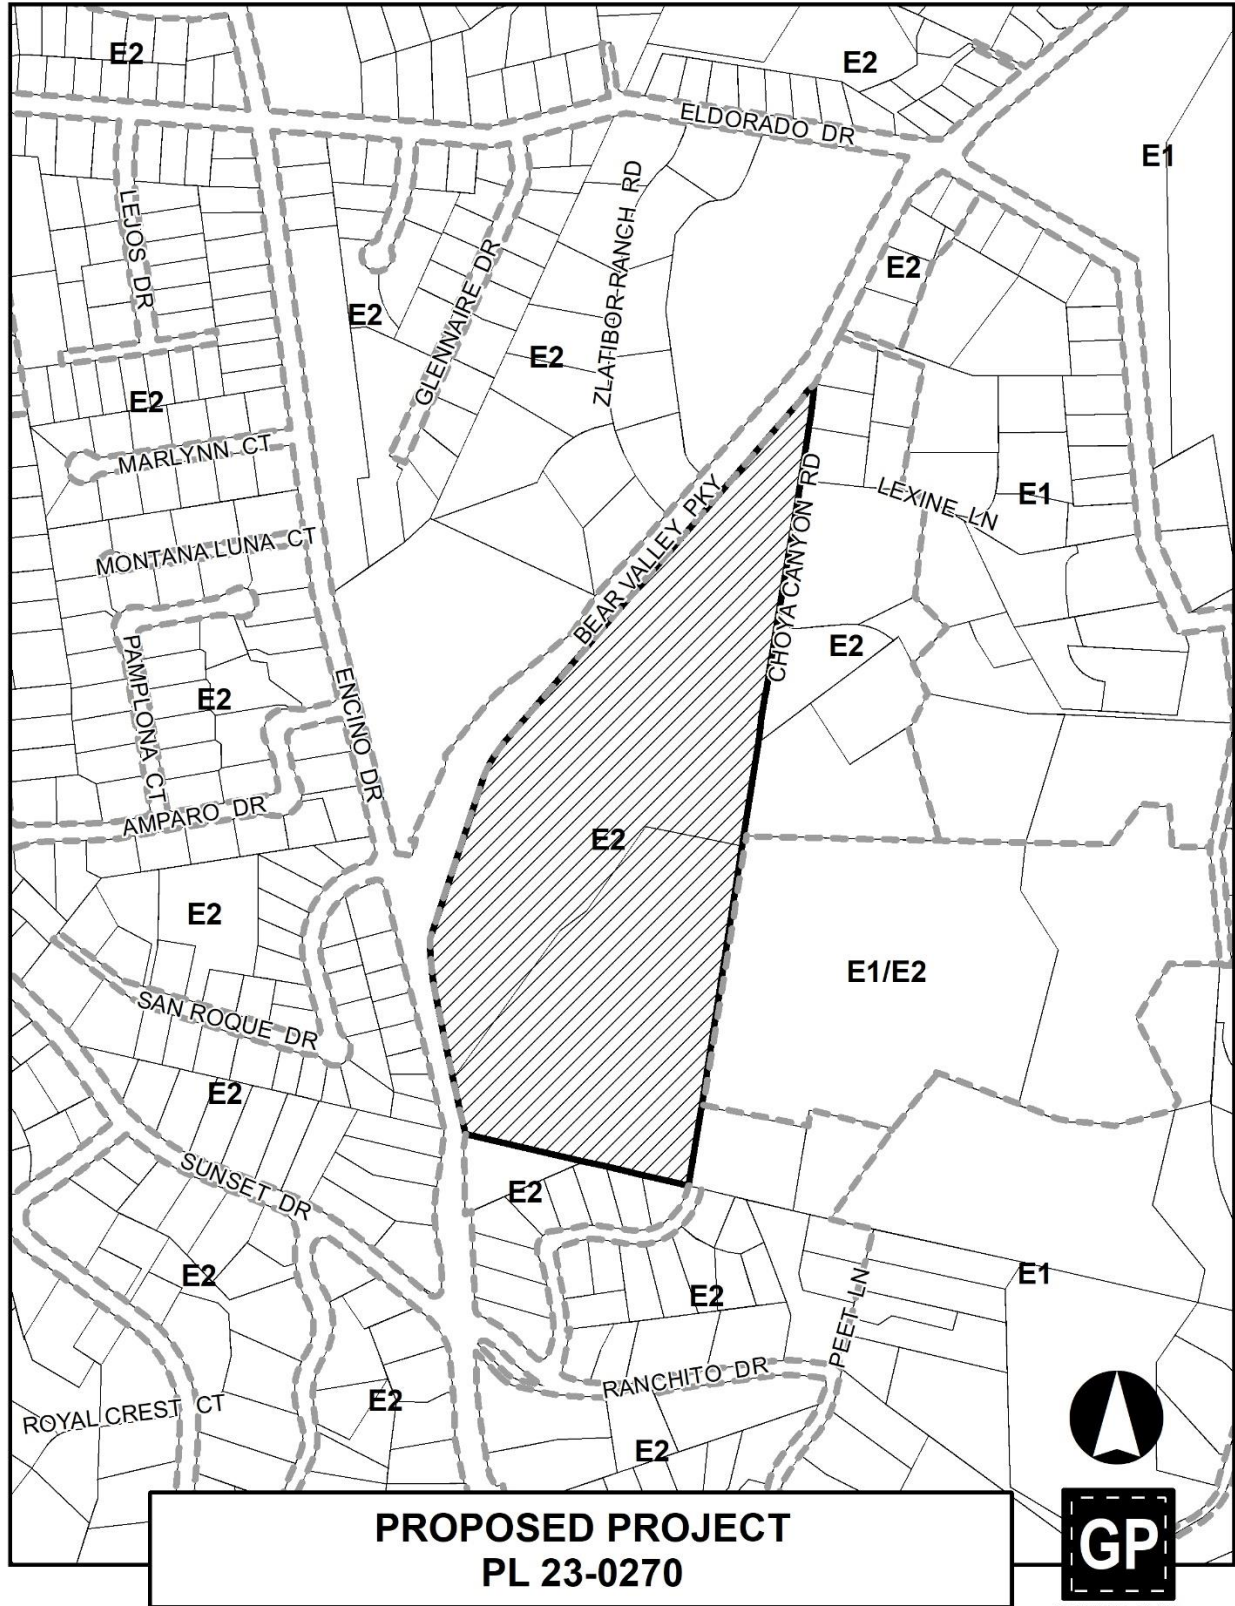 E2
E2
ELDORADO DR
E1
LEJOS DR
ZLATIBOR-RANCH RD
GLENNAIRE DR
E2
E2
E2
E2
MARLYNN CT
BEAR VALLEY PKY
CHOYA CANYON RD
LEXINE LN
E1
MONTANA LUNA CT
PAMPLONA CT
E2
E2
ENCINO DR
AMPARO DR
E2
E2
E1/E2
SAN ROQUE DR
E2
SUNSET DR
E2
E2
E2
E1
PEET LN
RANCHITO DR
ROYAL CREST CT
E2
E2
PROPOSED PROJECT
PL 23-0270
GP